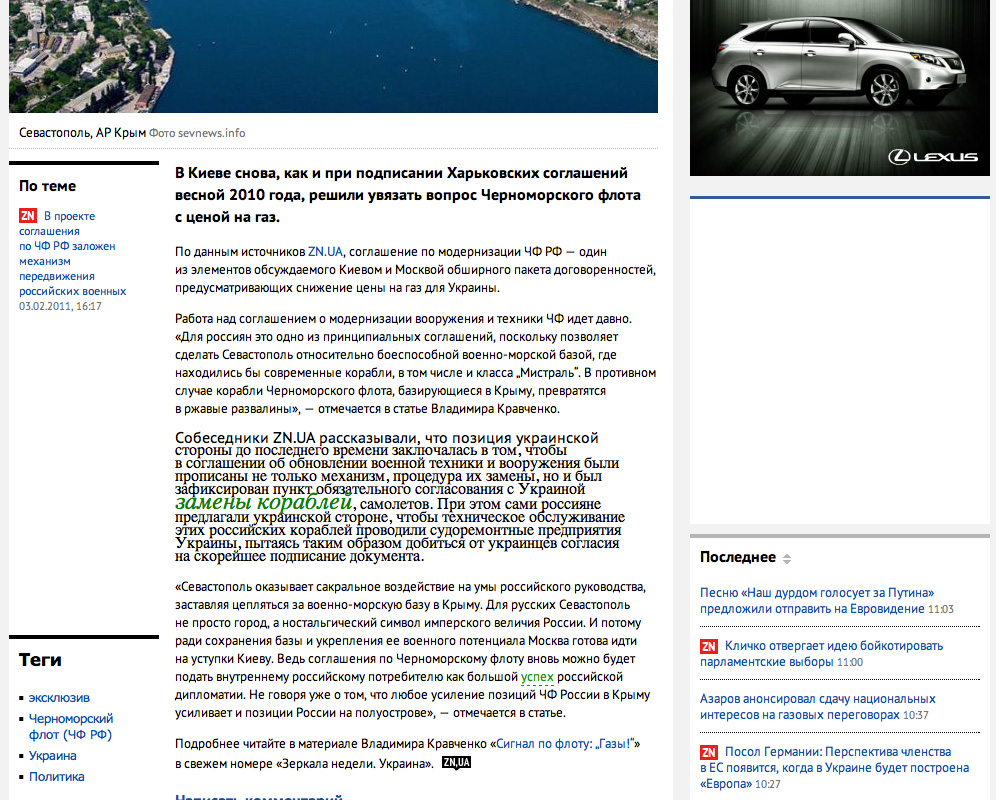 Севастополь, АР Крым Фото sevnews.info
По теме
ZN В проекте
соглашения
по ЧФ РФ заложен
механизм
передвижения
российских военных
03.02.2011, 16:17
Теги
эксклюзив
Черноморский
флот (ЧФ РФ)
Украина
Политика
В Киеве снова, как и при подписании Харьковских соглашений
весной 2010 года, решили увязать вопрос Черноморского флота
с ценой на газ.
По данным источников ZN.UA, соглашение по модернизации ЧФ РФ — один
из элементов обсуждаемого Киевом и Москвой обширного пакета договоренностей,
предусматривающих снижение цены на газ для Украины.
Работа над соглашением о модернизации вооружения и техники ЧФ идет давно.
«Для россиян это одно из принципиальных соглашений, поскольку позволяет
сделать Севастополь относительно боеспособной военно-морской базой, где
находились бы современные корабли, в том числе и класса „Мистраль“. В противном
случае корабли Черноморского флота, базирующиеся в Крыму, превратятся
в ржавые развалины», — отмечается в статье Владимира Кравченко.
Собеседники ZN.UA рассказывали, что позиция украинской
стороны до последнего времени заключалась в том, чтобы
в соглашении об обновлении военной техники и вооружения были
прописаны не только механизм, процедура их замены, но и был
зафиксирован пункт обязательного согласования с Украиной
замены кораблей, самолетов. При этом сами россияне
предлагали украинской стороне, чтобы техническое обслуживание
этих российских кораблей проводили судоремонтные предприятия
Украины, пытаясь таким образом добиться от украинцев согласия
на скорейшее подписание документа.
«Севастополь оказывает сакральное воздействие на умы российского руководства,
заставляя цепляться за военно-морскую базу в Крыму. Для русских Севастополь
не просто город, а ностальгический символ имперского величия России. И потому
ради сохранения базы и укрепления ее военного потенциала Москва готова идти
на уступки Киеву. Ведь соглашения по Черноморскому флоту вновь можно будет
подать внутреннему российскому потребителю как большой успех российской
дипломатии. Не говоря уже о том, что любое усиление позиций ЧФ России в Крыму
усиливает и позиции России на полуострове», — отмечается в статье.
Подробнее читайте в материале Владимира Кравченко «Сигнал по флоту: „Газы!“»
в свежем номере «Зеркала недели. Украина». ZN,UA
Написать комментарий
LEXUS
Последнее
Песню «Наш дурдом голосует за Путина»
предложили отправить на Евровидение 11:03
ZN Кличко отвергает идею бойкотировать
парламентские выборы 11:00
Азаров анонсировал сдачу национальных
интересов на газовых переговорах 10:37
ZN Посол Германии: Перспектива членства
в ЕС появится, когда в Украине будет построена
«Европа» 10:27